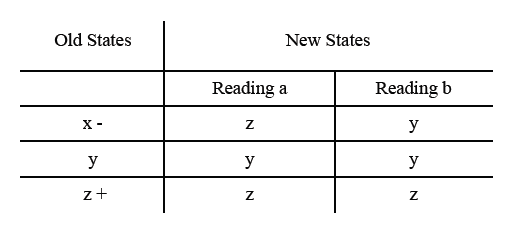 Old States New States
Reading a Reading b
x - z y
y y y
z + z z